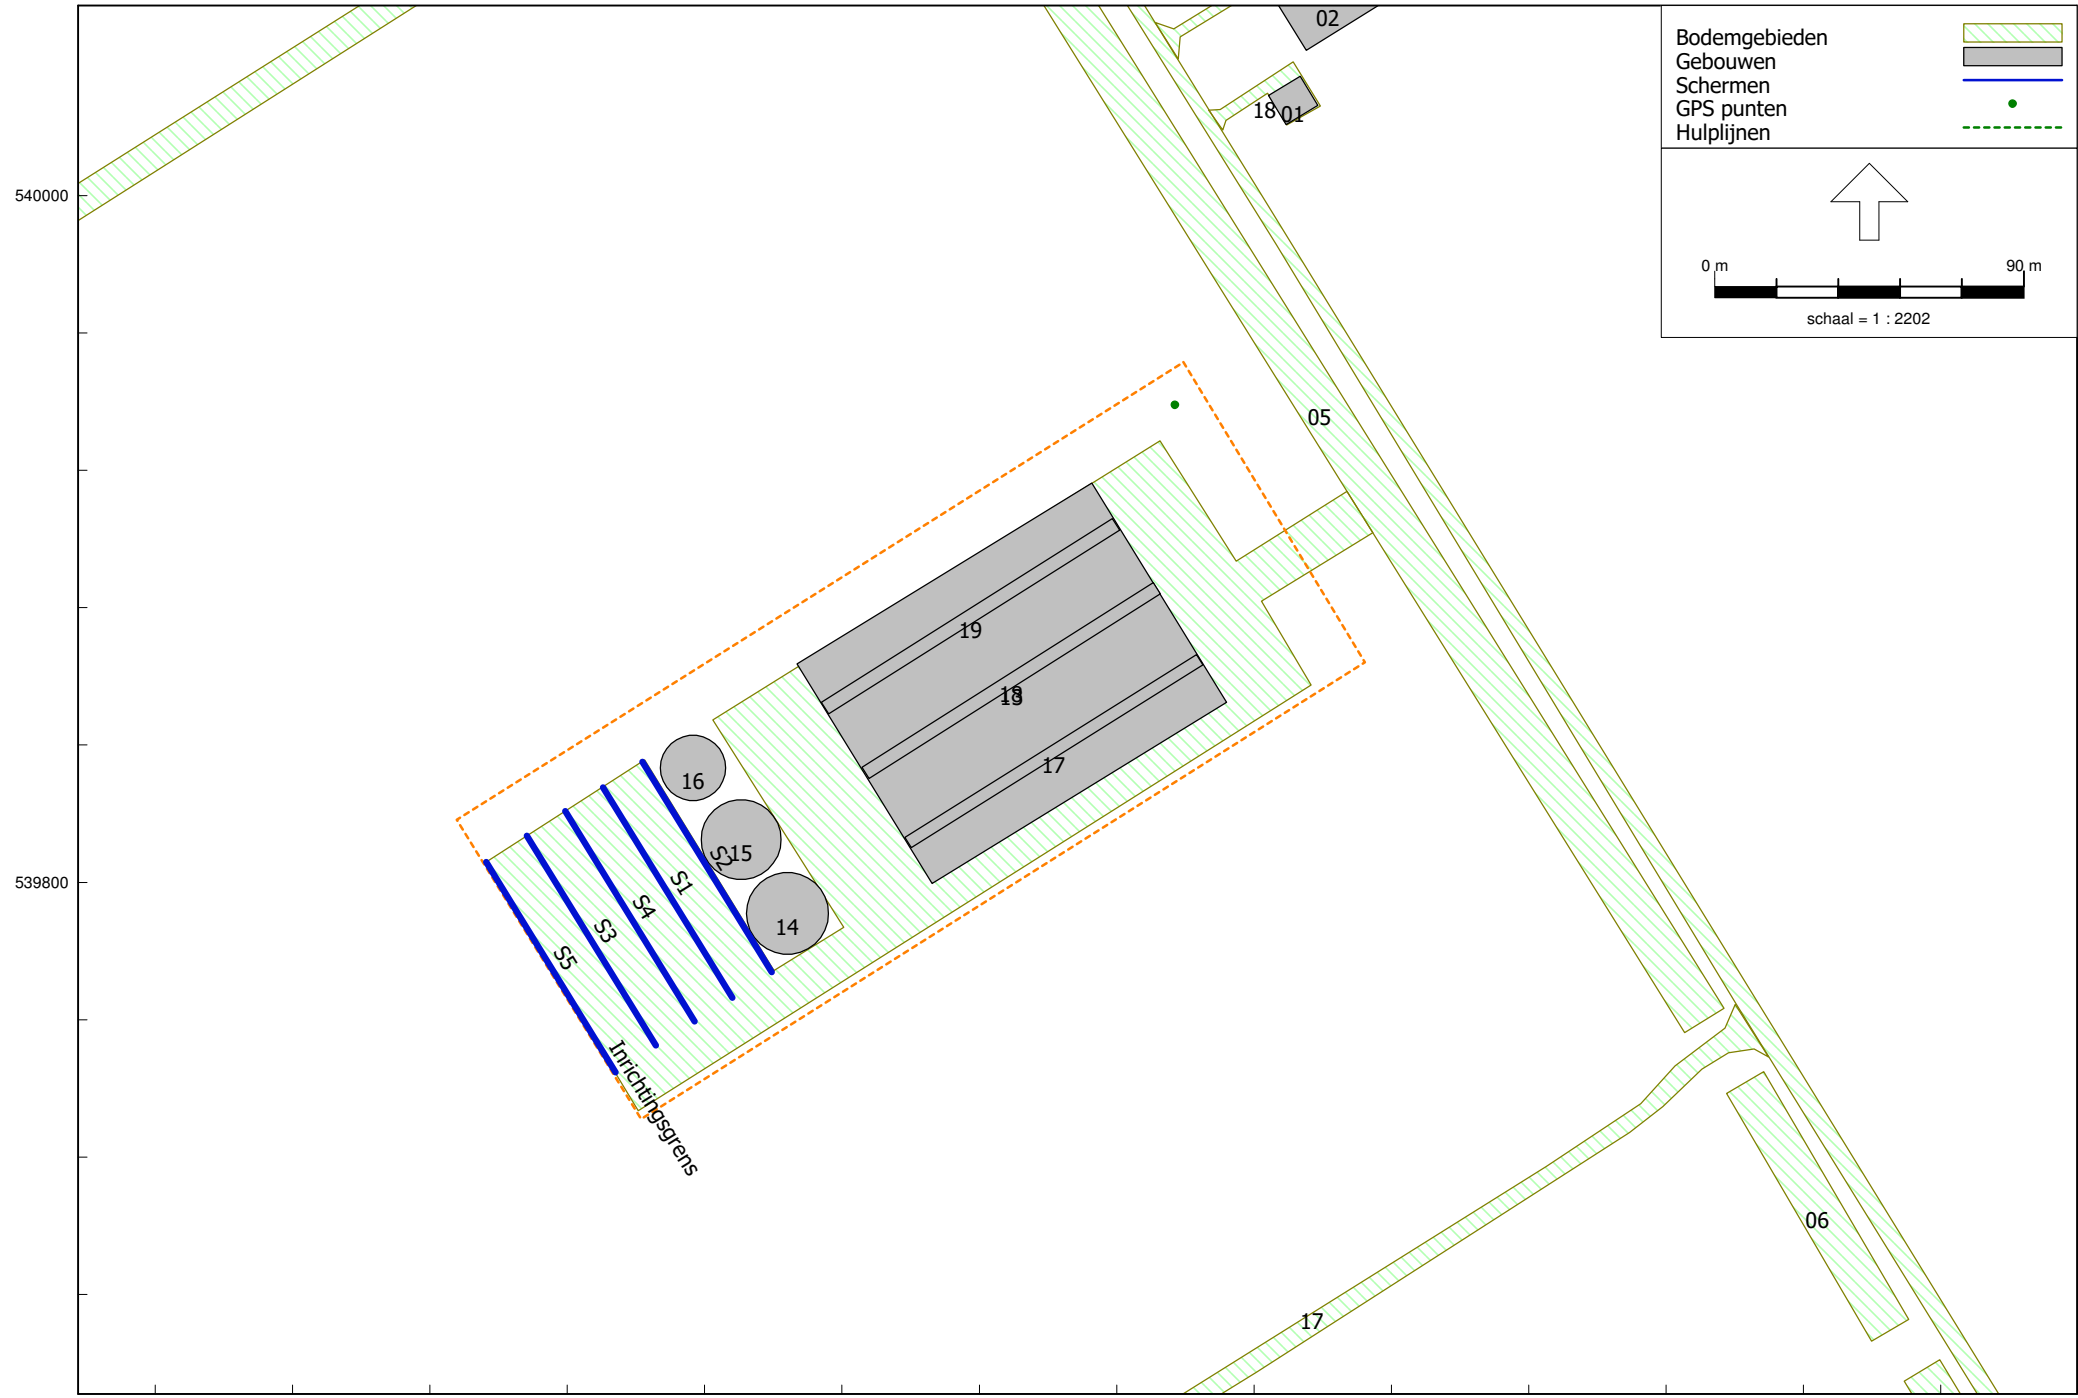 02
Bodemgebieden
Gebouwen
Schermen
GPS punten
Hulplijnen
18
01
540000
0 m
90 m
schaal = 1 : 2202
05
19
18
17
16
15
14
S2
S1
S4
S3
S5
539800
Inrichtingsgrens
06
17